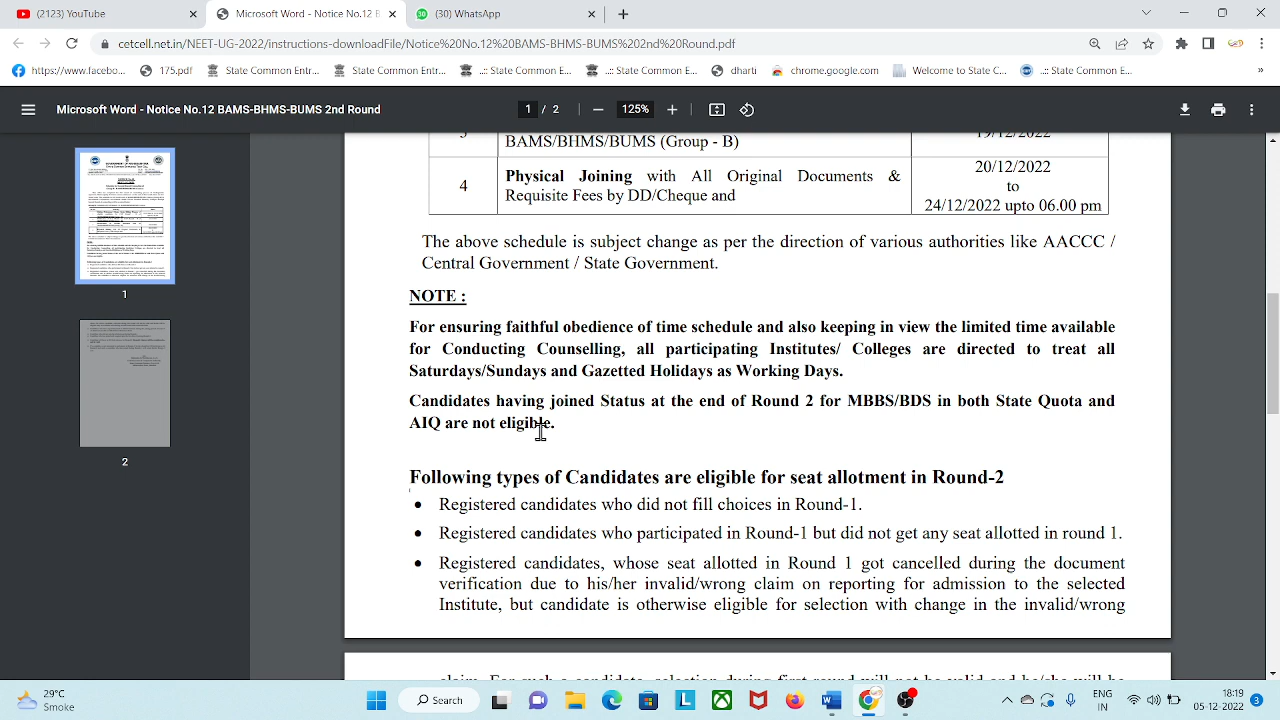 (2123) YouTube
Microsoft Word - Notice No.12 B
(30) WhatsApp
cetcell.net.in/NEET-UG-2022/instructions-downloadFile/Notice%20No.12%20BAMS-BHMS-BUMS%202nd%20Round.pdf
https://www.facebo... 175.pdf State Common Entr... State Common Entr... .:: State Common E... .:: State Common E... dharti chrome.google.com Welcome to State C... .:: State Common E... »
Microsoft Word - Notice No.12 BAMS-BHMS-BUMS 2nd Round
1 / 2
125%
3 BAMS/BHMS/BUMS (Group - B) 19/12/2022
4 Physical Joining with All Original Documents & Requisite Fees by DD/Cheque and
20/12/2022
to
24/12/2022 upto 06.00 pm
The above schedule is subject change as per the direction of various authorities like AACCC /
Central Government / State Government.
NOTE :
For ensuring faithful obedience of time schedule and also keeping in view the limited time available
for Conducting Counselling, all participating Institutes/ Colleges are directed to treat all
Saturdays/Sundays and Gazetted Holidays as Working Days.
Candidates having joined Status at the end of Round 2 for MBBS/BDS in both State Quota and
AIQ are not eligible.
Following types of Candidates are eligible for seat allotment in Round-2
• Registered candidates who did not fill choices in Round-1.
• Registered candidates who participated in Round-1 but did not get any seat allotted in round 1.
• Registered candidates, whose seat allotted in Round 1 got cancelled during the document
verification due to his/her invalid/wrong claim on reporting for admission to the selected
Institute, but candidate is otherwise eligible for selection with change in the invalid/wrong
1
2
29°C
Smoke
Search
ENG
IN
18:19
05-12-2022
3